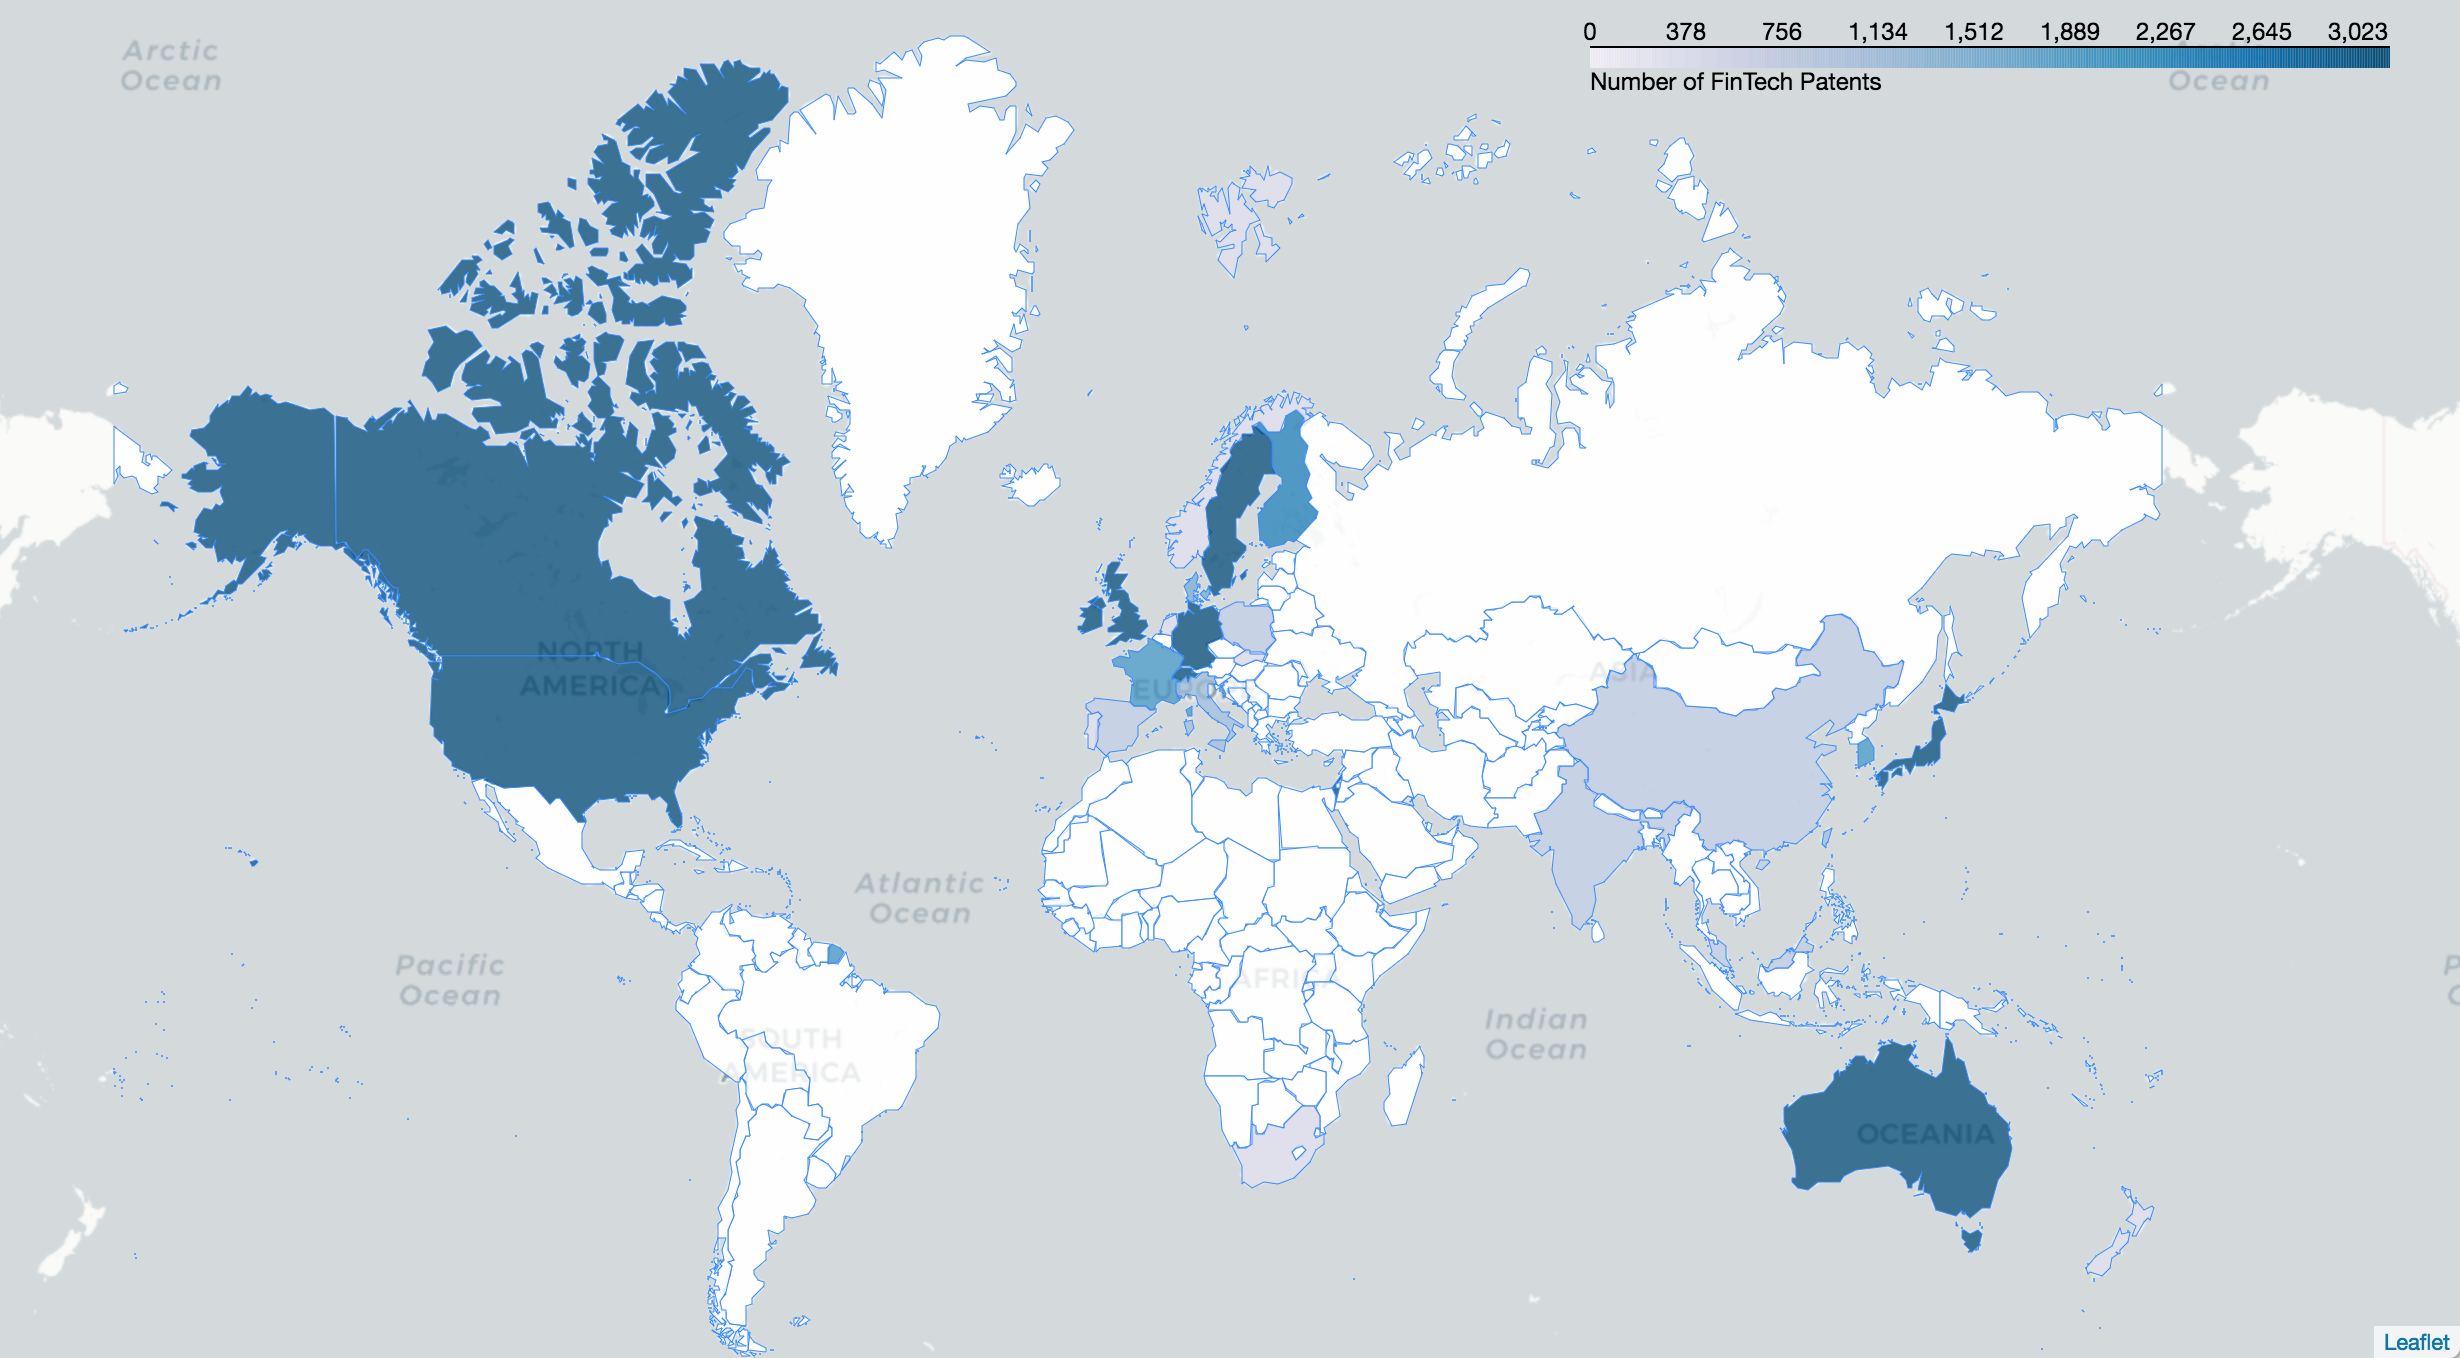 0 378 756 1,134 1,512 1,889 2,267 2,645 3,023
Number of FinTech Patents
Arctic
Ocean
Ocean
NORTH
AMERICA
EUROPE
ASIA
Atlantic
Ocean
Pacific
Ocean
AFRICA
SOUTH
AMERICA
Indian
Ocean
OCEANIA
Leaflet